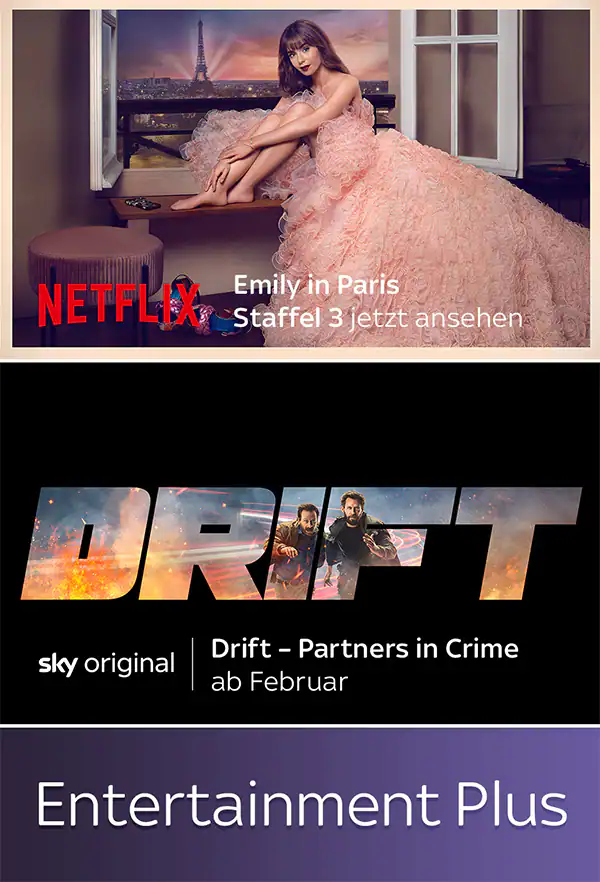 NETFLIX
Emily in Paris
Staffel 3 jetzt ansehen
DRIFT
sky original
Drift – Partners in Crime
ab Februar
Entertainment Plus